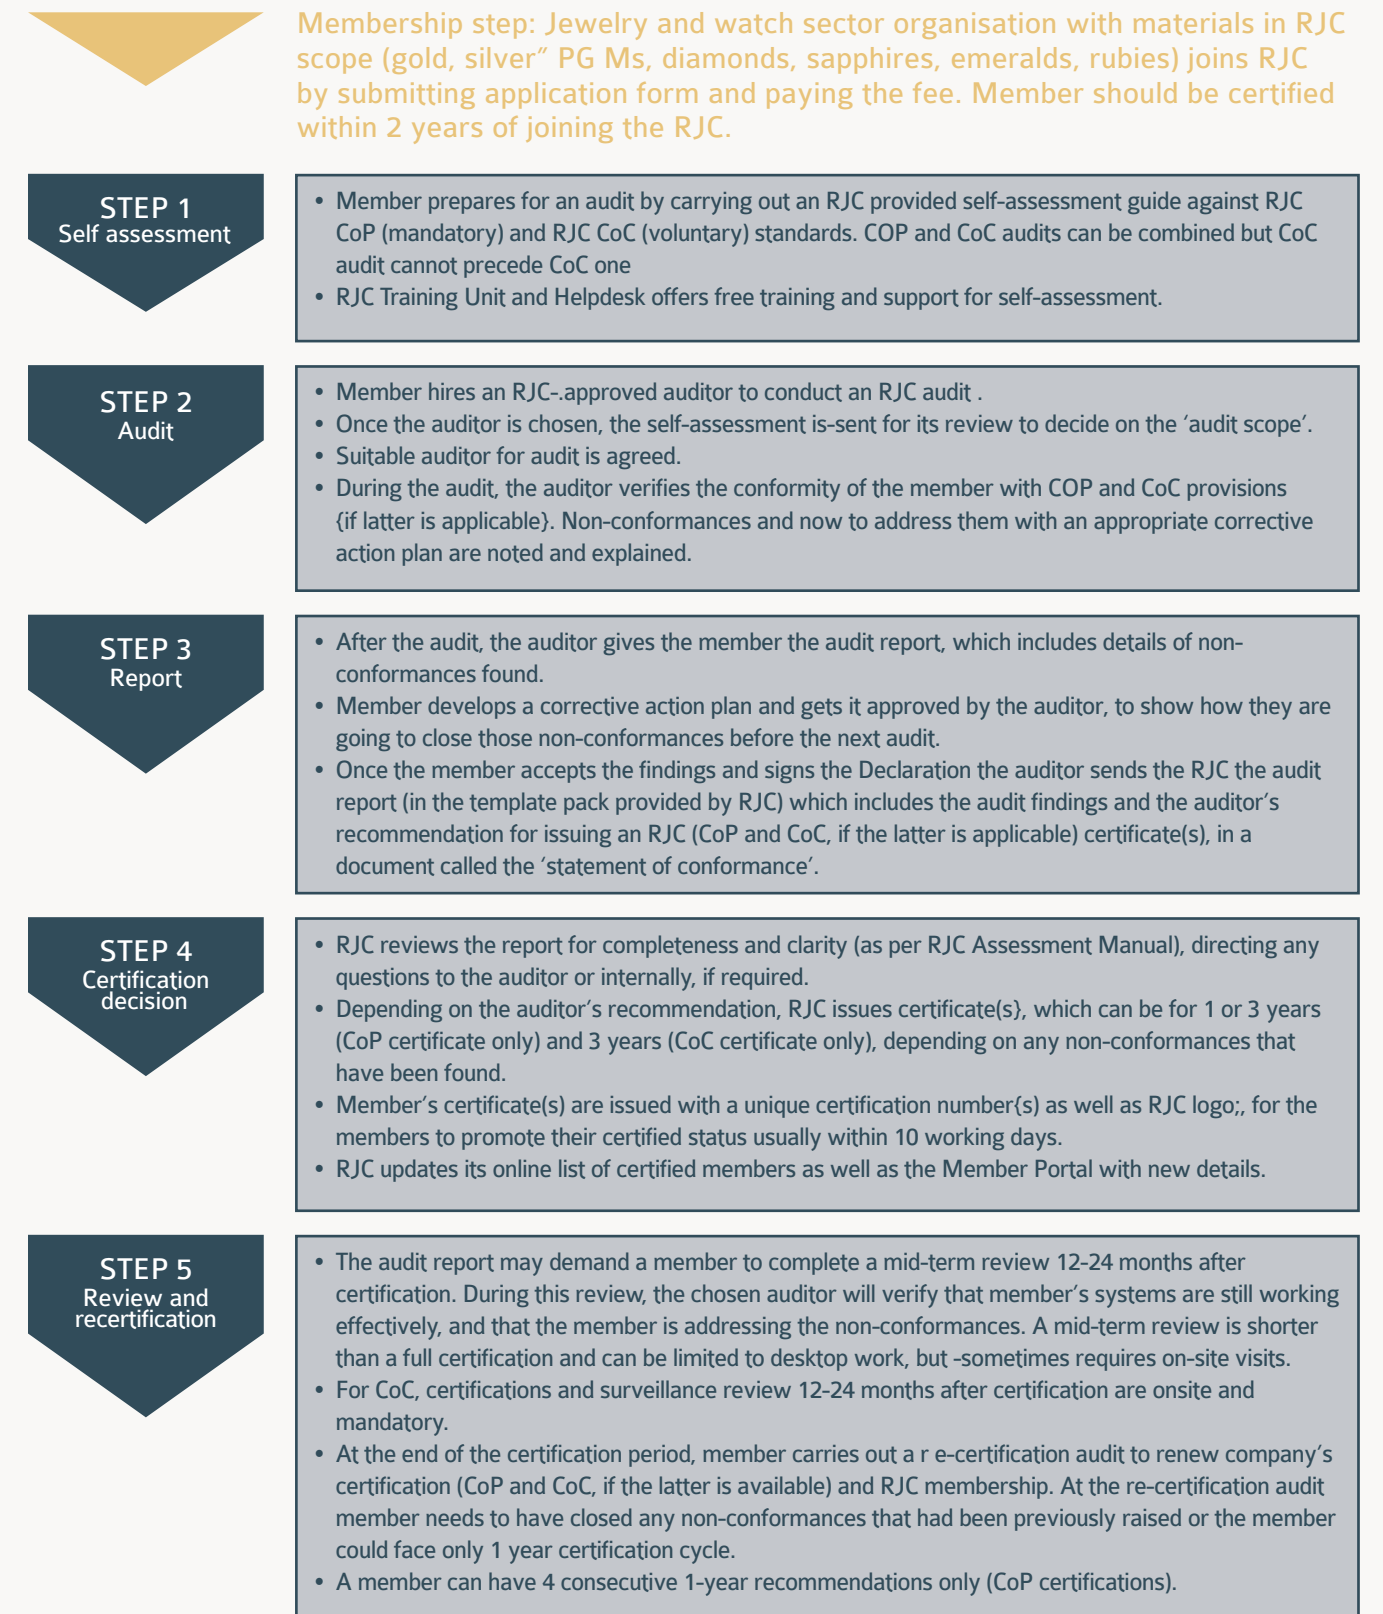 Membership step: Jewelry and watch sector organisation with materials in RJC
scope (gold, silver″ PG Ms, diamonds, sapphires, emeralds, rubies) joins RJC
by submitting application form and paying the fee. Member should be certified
within 2 years of joining the RJC.
STEP 1
Self assessment
• Member prepares for an audit by carrying out an RJC provided self-assessment guide against RJC
CoP (mandatory) and RJC CoC (voluntary) standards. COP and CoC audits can be combined but CoC
audit cannot precede CoC one
• RJC Training Unit and Helpdesk offers free training and support for self-assessment.
STEP 2
Audit
• Member hires an RJC-.approved auditor to conduct an RJC audit .
• Once the auditor is chosen, the self-assessment is-sent for its review to decide on the ‘audit scope’.
• Suitable auditor for audit is agreed.
• During the audit, the auditor verifies the conformity of the member with COP and CoC provisions
{if latter is applicable}. Non-conformances and now to address them with an appropriate corrective
action plan are noted and explained.
STEP 3
Report
• After the audit, the auditor gives the member the audit report, which includes details of non-
conformances found.
• Member develops a corrective action plan and gets it approved by the auditor, to show how they are
going to close those non-conformances before the next audit.
• Once the member accepts the findings and signs the Declaration the auditor sends the RJC the audit
report (in the template pack provided by RJC) which includes the audit findings and the auditor’s
recommendation for issuing an RJC (CoP and CoC, if the latter is applicable) certificate(s), in a
document called the ‘statement of conformance’.
STEP 4
Certification
decision
• RJC reviews the report for completeness and clarity (as per RJC Assessment Manual), directing any
questions to the auditor or internally, if required.
• Depending on the auditor’s recommendation, RJC issues certificate(s}, which can be for 1 or 3 years
(CoP certificate only) and 3 years (CoC certificate only), depending on any non-conformances that
have been found.
• Member’s certificate(s) are issued with a unique certification number{s) as well as RJC logo;, for the
members to promote their certified status usually within 10 working days.
• RJC updates its online list of certified members as well as the Member Portal with new details.
STEP 5
Review and
recertification
• The audit report may demand a member to complete a mid-term review 12-24 months after
certification. During this review, the chosen auditor will verify that member’s systems are still working
effectively, and that the member is addressing the non-conformances. A mid-term review is shorter
than a full certification and can be limited to desktop work, but -sometimes requires on-site visits.
• For CoC, certifications and surveillance review 12-24 months after certification are onsite and
mandatory.
• At the end of the certification period, member carries out a r e-certification audit to renew company’s
certification (CoP and CoC, if the latter is available) and RJC membership. At the re-certification audit
member needs to have closed any non-conformances that had been previously raised or the member
could face only 1 year certification cycle.
• A member can have 4 consecutive 1-year recommendations only (CoP certifications).